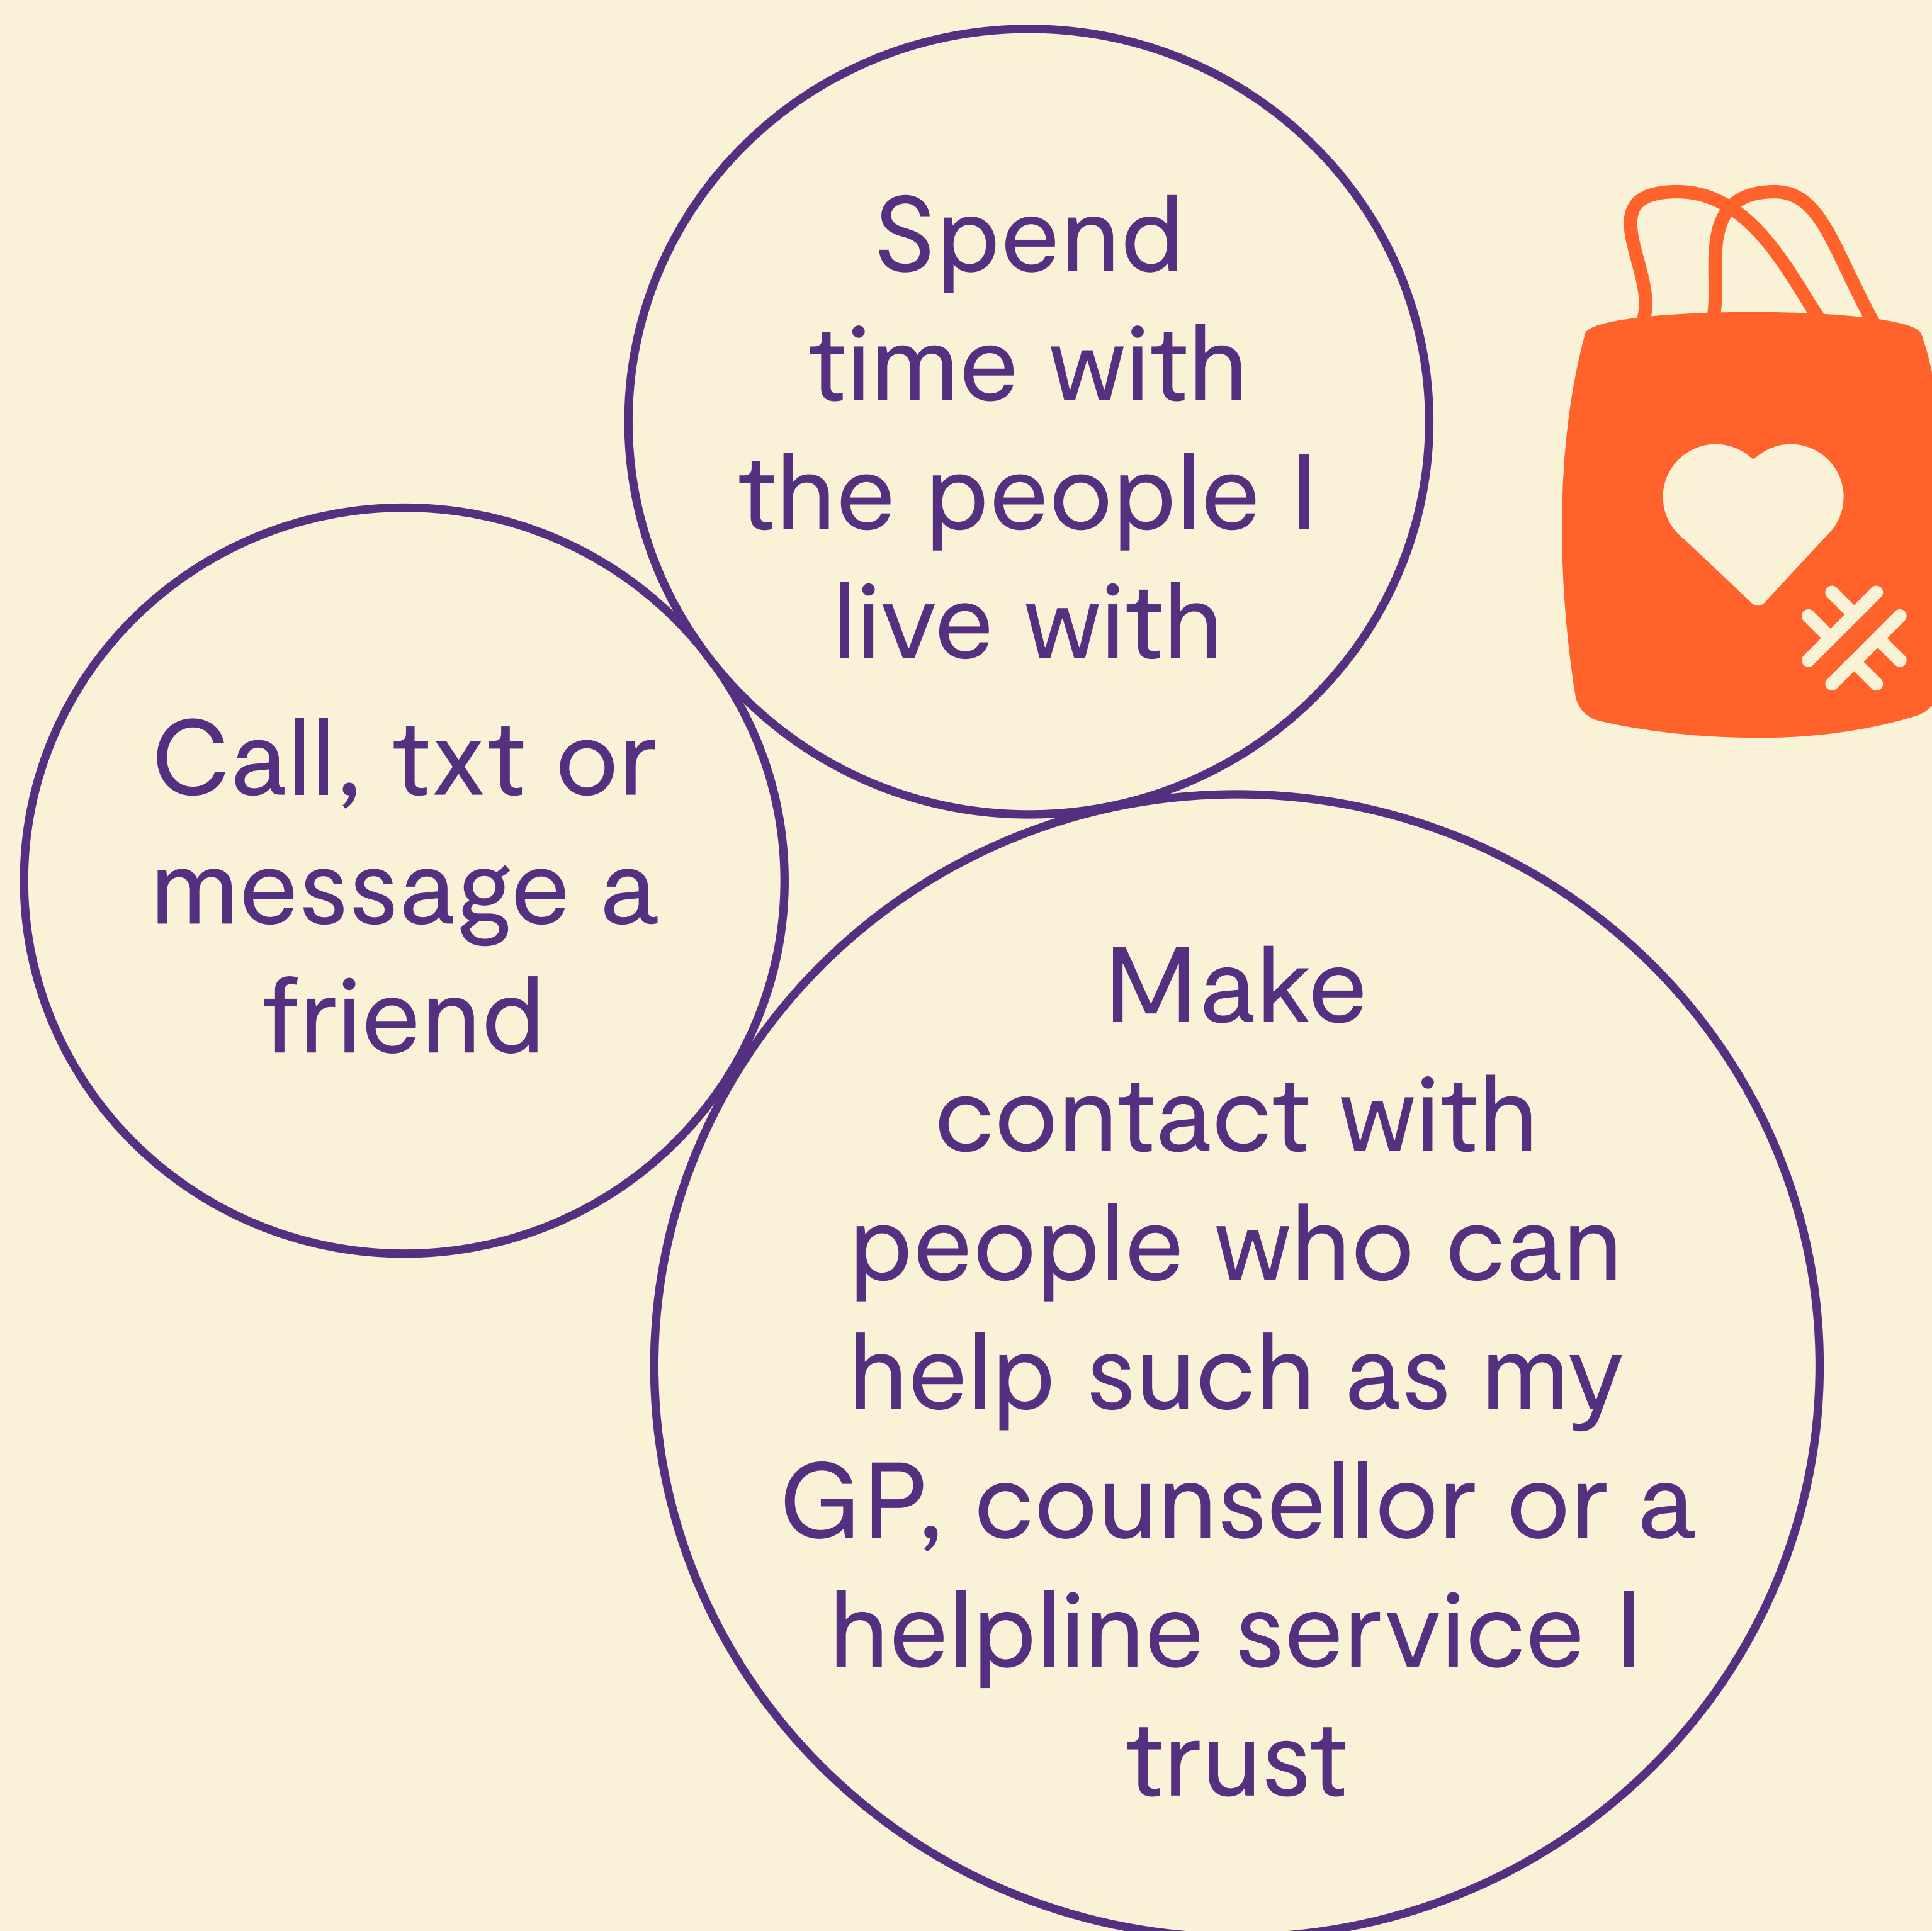 Spend
time with
the people I
live with
Call, txt or
message a
friend
Make
contact with
people who can
help such as my
GP, counsellor or a
helpline service I
trust